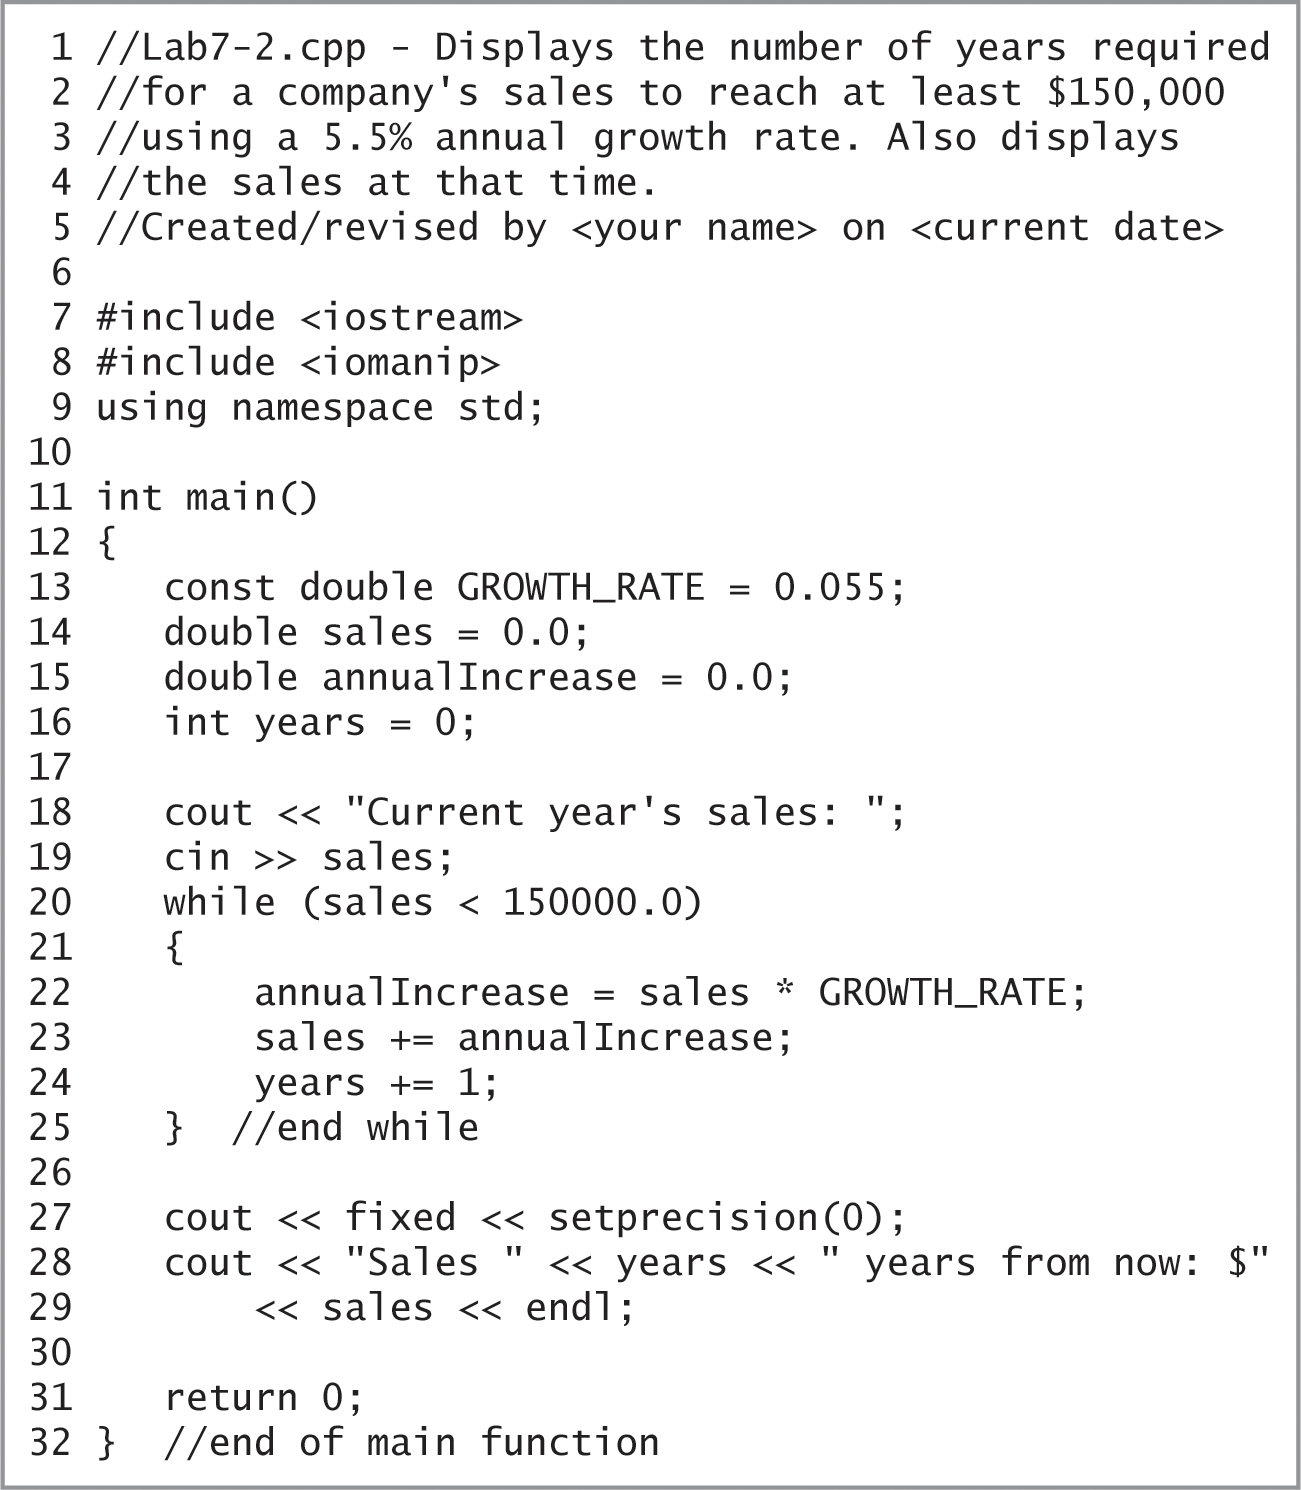 1 //Lab7-2.cpp - Displays the number of years required
2 //for a company's sales to reach at least $150,000
3 //using a 5.5% annual growth rate. Also displays
4 //the sales at that time.
5 //Created/revised by <your name> on <current date>
6
7 #include <iostream>
8 #include <iomanip>
9 using namespace std;
10
11 int main()
12 {
13    const double GROWTH_RATE = 0.055;
14    double sales = 0.0;
15    double annualIncrease = 0.0;
16    int years = 0;
17
18    cout << "Current year's sales: ";
19    cin >> sales;
20    while (sales < 150000.0)
21    {
22        annualIncrease = sales * GROWTH_RATE;
23        sales += annualIncrease;
24        years += 1;
25    }  //end while
26
27    cout << fixed << setprecision(0);
28    cout << "Sales " << years << " years from now: $"
29        << sales << endl;
30
31    return 0;
32 }  //end of main function